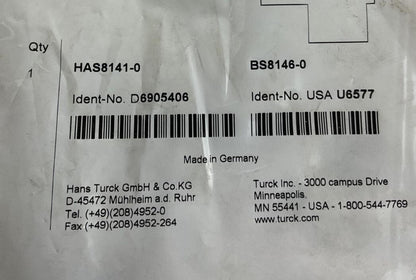 Qty
1
HAS8141-0
BS8146-0
Ident-No. D6905406
Ident-No. USA U6577
Made in Germany
Hans Turck GmbH & Co.KG
D-45472 Mühlheim a.d. Ruhr
Tel. (+49)(208)4952-0
Fax (+49)(208)4952-264
Turck Inc. - 3000 campus Drive
Minneapolis.
MN 55441 - USA - 1-800-544-7769
www.turck.com